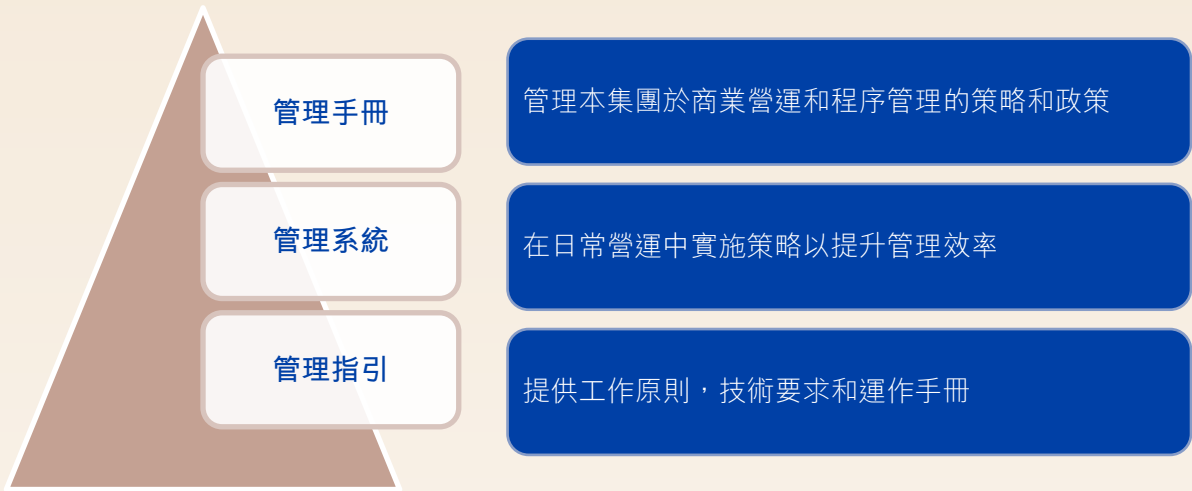 管理手冊
管理本集團於商業營運和程序管理的策略和政策
管理系統
在日常營運中實施策略以提升管理效率
管理指引
提供工作原則，技術要求和運作手冊